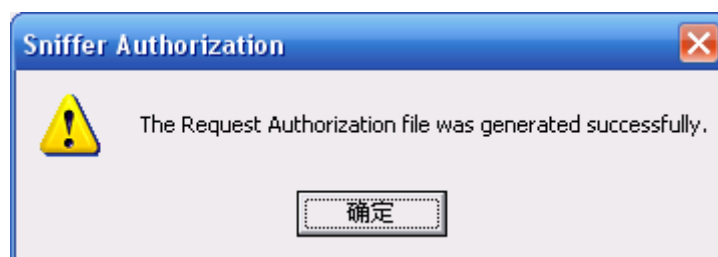 Sniffer Authorization
The Request Authorization file was generated successfully.
确定